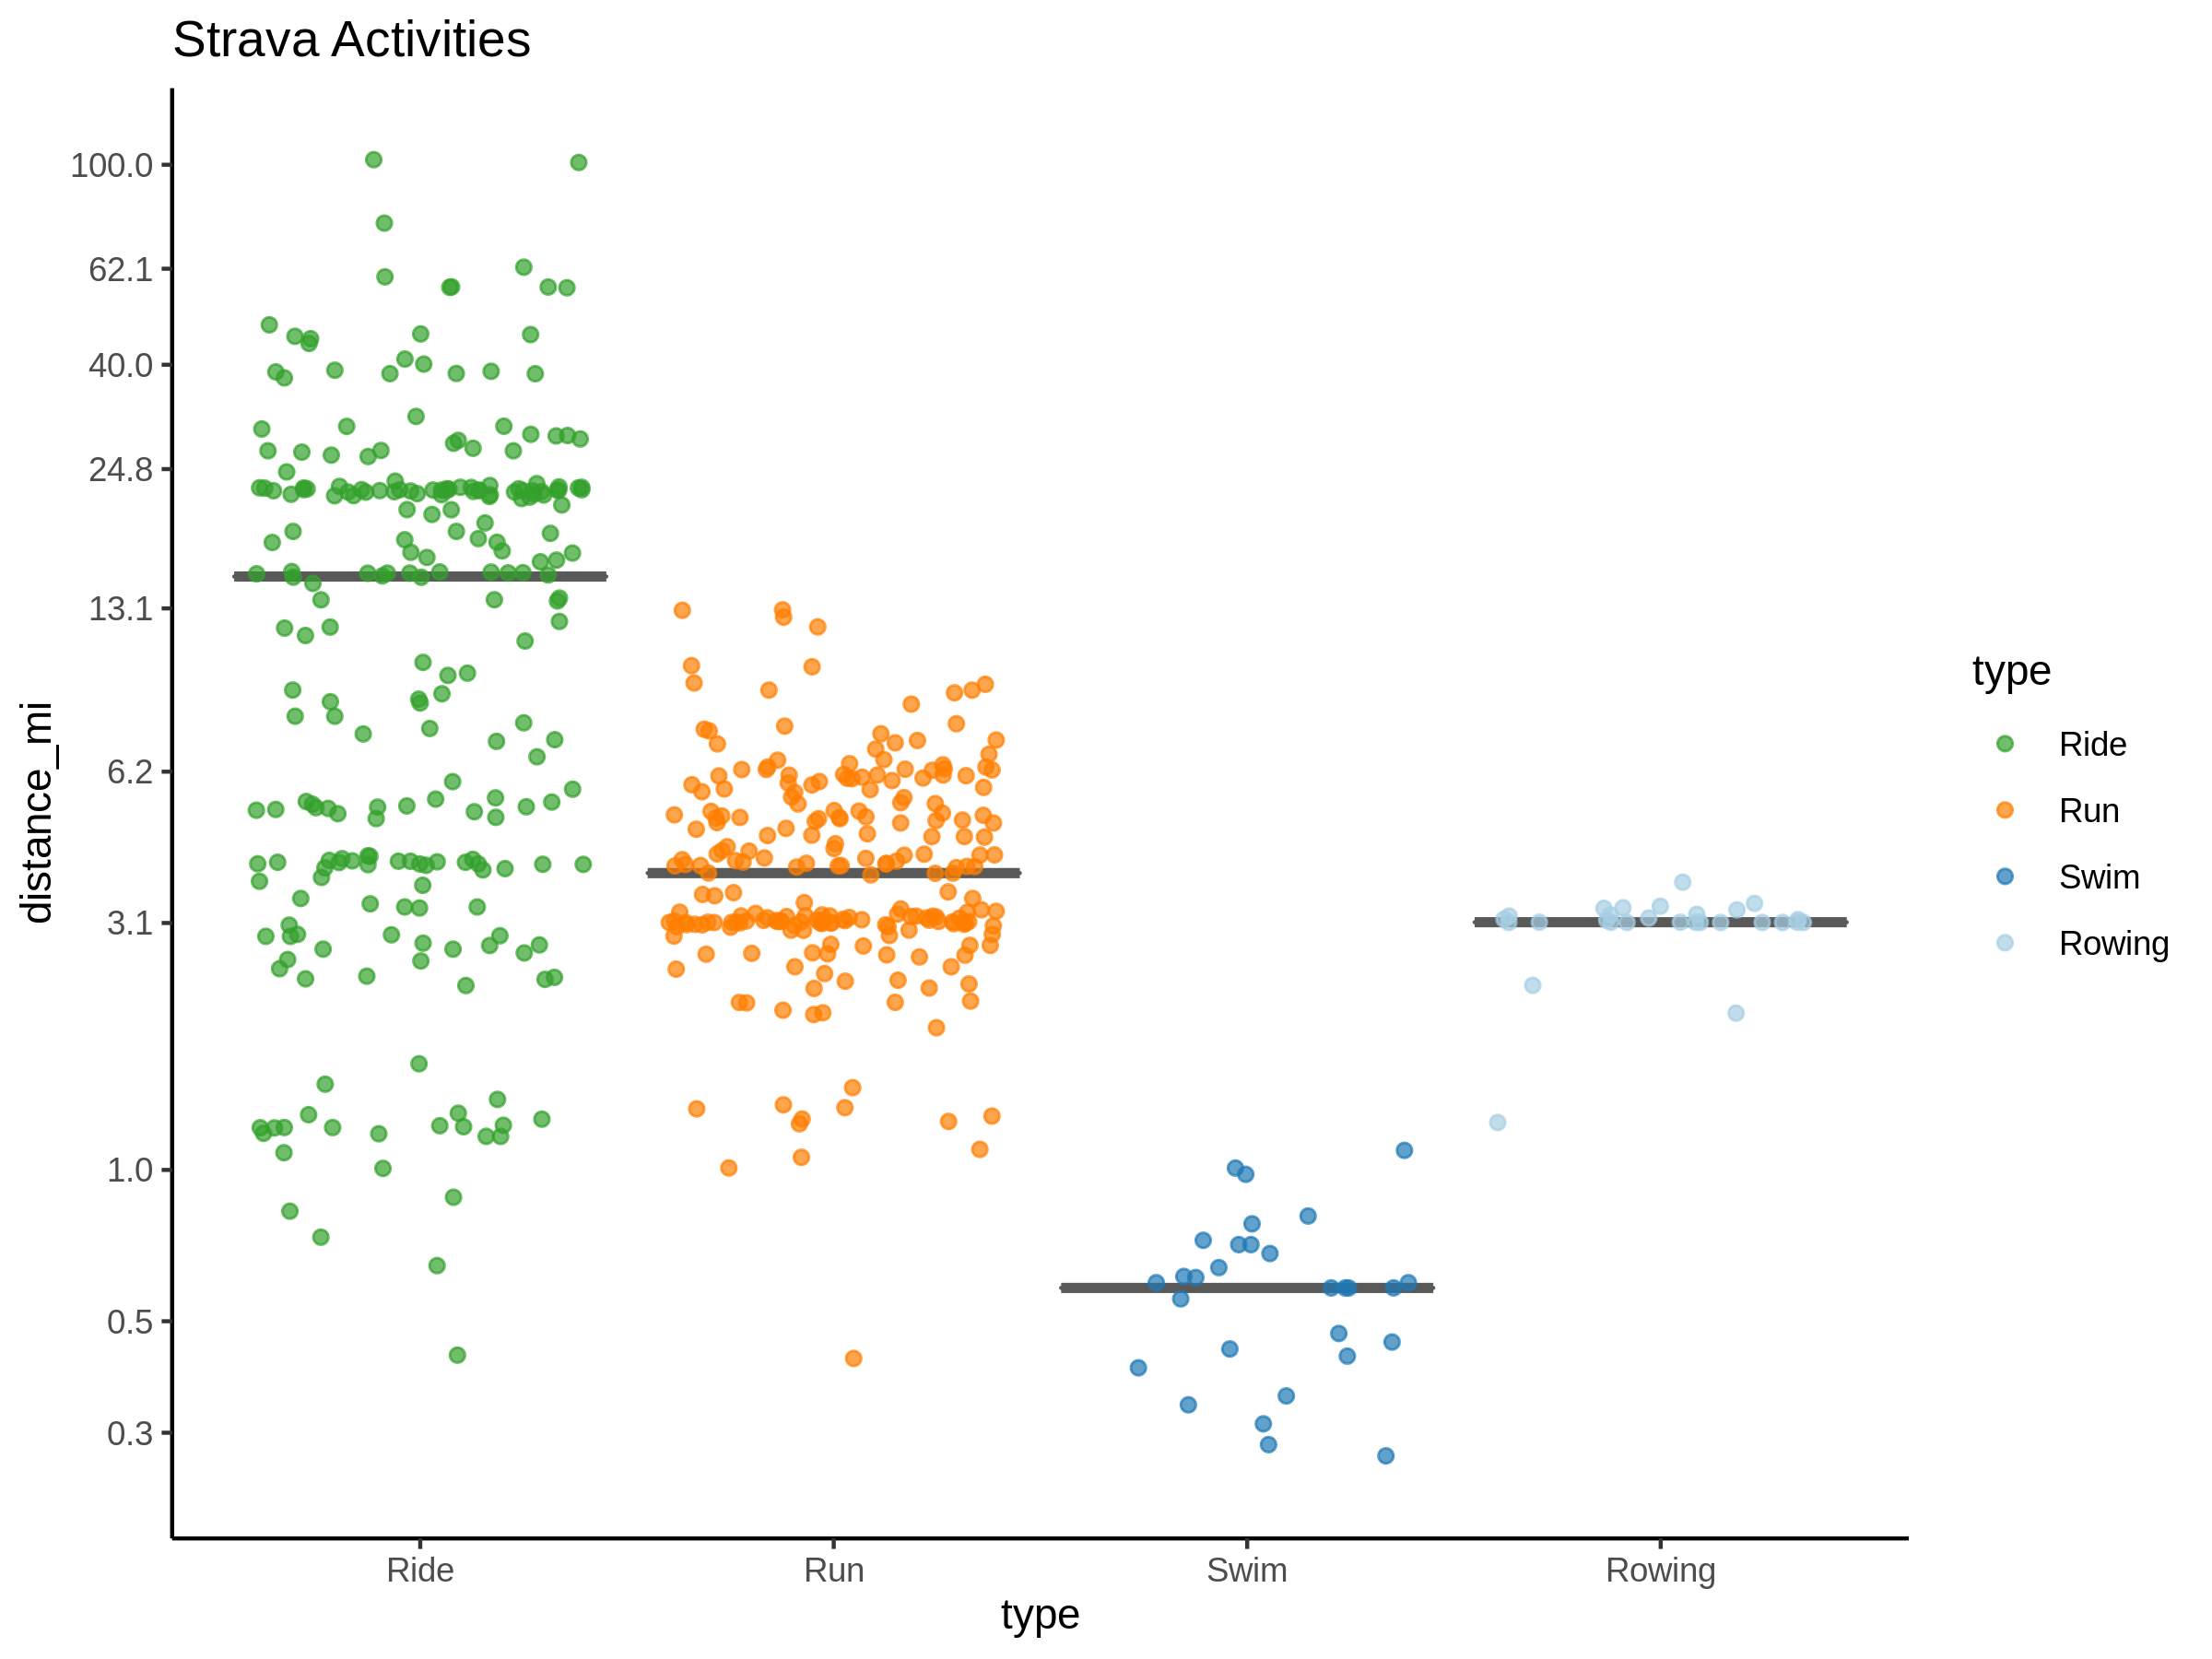 Strava Activities
100.0
62.1
40.0
24.8
13.1
6.2
3.1
1.0
0.5
0.3
distance_mi
Ride
Run
Swim
Rowing
type
type
Ride
Run
Swim
Rowing